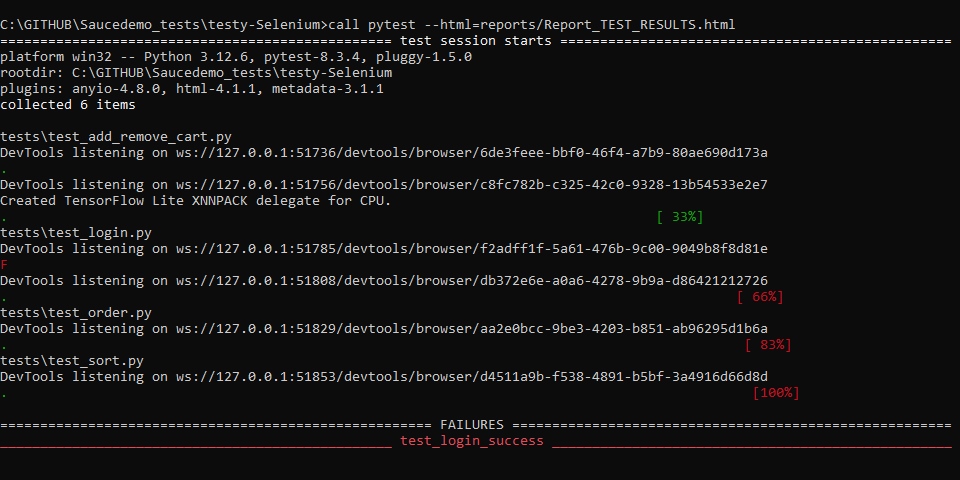 C:\GITHUB\Saucedemo_tests\testy-Selenium>call pytest --html=reports/Report_TEST_RESULTS.html
================================================= test session starts =================================================
platform win32 -- Python 3.12.6, pytest-8.3.4, pluggy-1.5.0
rootdir: C:\GITHUB\Saucedemo_tests\testy-Selenium
plugins: anyio-4.8.0, html-4.1.1, metadata-3.1.1
collected 6 items
tests\test_add_remove_cart.py
DevTools listening on ws://127.0.0.1:51736/devtools/browser/6de3feee-bbf0-46f4-a7b9-80ae690d173a
.
DevTools listening on ws://127.0.0.1:51756/devtools/browser/c8fc782b-c325-42c0-9328-13b54533e2e7
Created TensorFlow Lite XNNPACK delegate for CPU.
. [ 33%]
tests\test_login.py
DevTools listening on ws://127.0.0.1:51785/devtools/browser/f2adff1f-5a61-476b-9c00-9049b8f8d81e
F
DevTools listening on ws://127.0.0.1:51808/devtools/browser/db372e6e-a0a6-4278-9b9a-d86421212726
. [ 66%]
tests\test_order.py
DevTools listening on ws://127.0.0.1:51829/devtools/browser/aa2e0bcc-9be3-4203-b851-ab96295d1b6a
. [ 83%]
tests\test_sort.py
DevTools listening on ws://127.0.0.1:51853/devtools/browser/d4511a9b-f538-4891-b5bf-3a4916d66d8d
. [100%]
====================================================== FAILURES =======================================================
_________________________________________________ test_login_success __________________________________________________